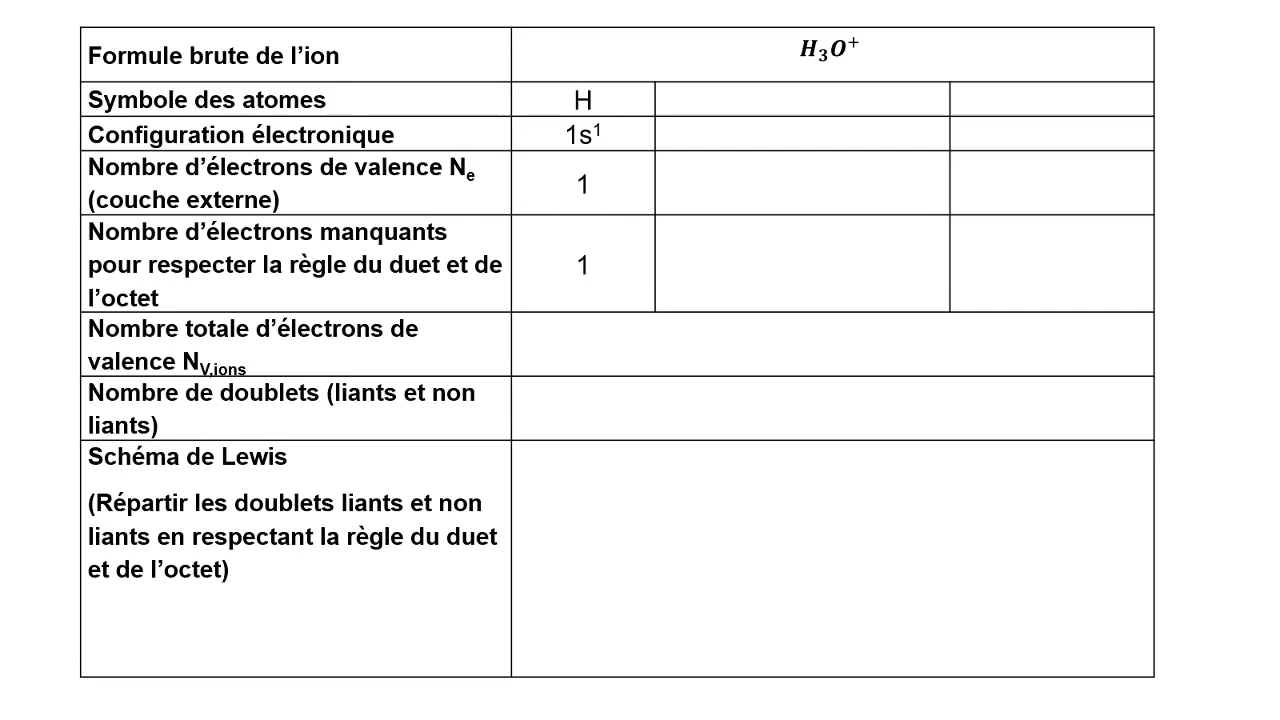 Formule brute de l’ion
H₃O⁺
Symbole des atomes
H
Configuration électronique
1s¹
Nombre d’électrons de valence Nₑ
(couche externe)
1
Nombre d’électrons manquants
pour respecter la règle du duet et de
l’octet
1
Nombre totale d’électrons de
valence N_V,ions
Nombre de doublets (liants et non
liants)
Schéma de Lewis
(Répartir les doublets liants et non
liants en respectant la règle du duet
et de l’octet)